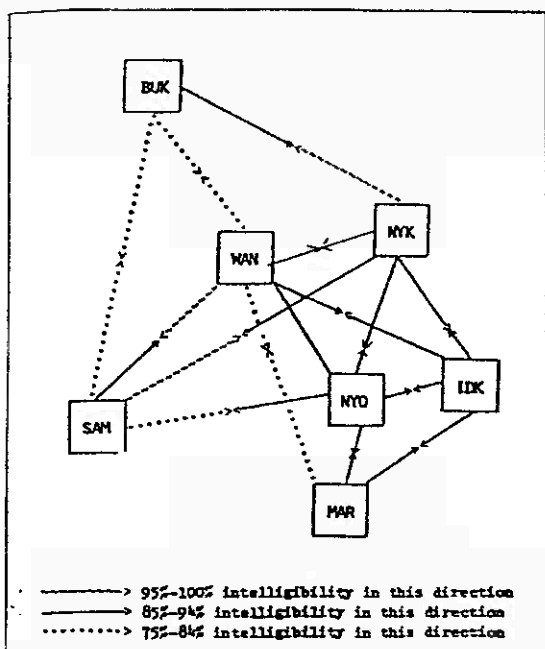 BUK
NYK
WAN
IDK
NYO
SAM
MAR
95%-100% intelligibility in this direction
85%-94% intelligibility in this direction
75%-84% intelligibility in this direction